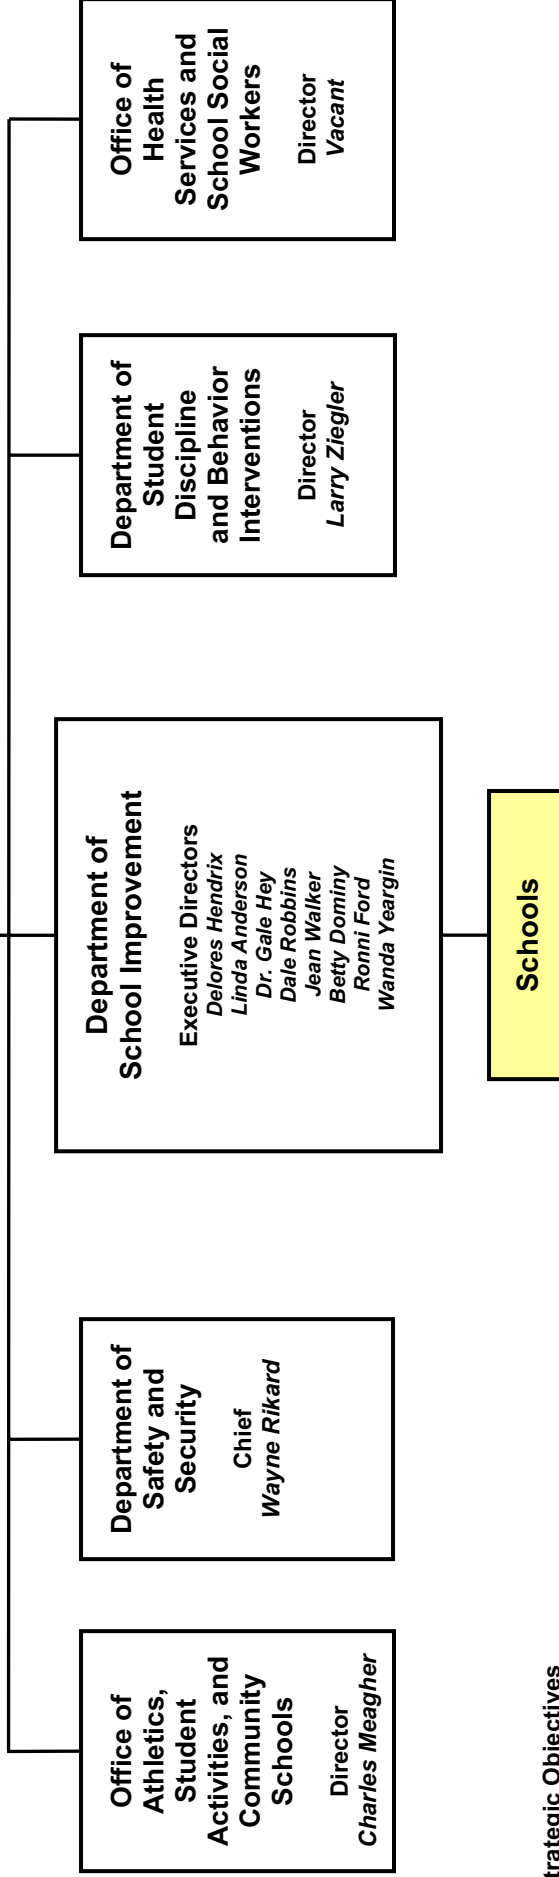 Office of
Athletics,
Student
Activities, and
Community
Schools
Director
Charles Meagher
Department of
Safety and
Security
Chief
Wayne Rikard
Department of
School Improvement
Executive Directors
Delores Hendrix
Linda Anderson
Dr. Gale Hey
Dale Robbins
Jean Walker
Betty Dominy
Ronni Ford
Wanda Yeargin
Department of
Student
Discipline
and Behavior
Interventions
Director
Larry Ziegler
Office of
Health
Services and
School Social
Workers
Director
Vacant
Schools
trategic Objectives